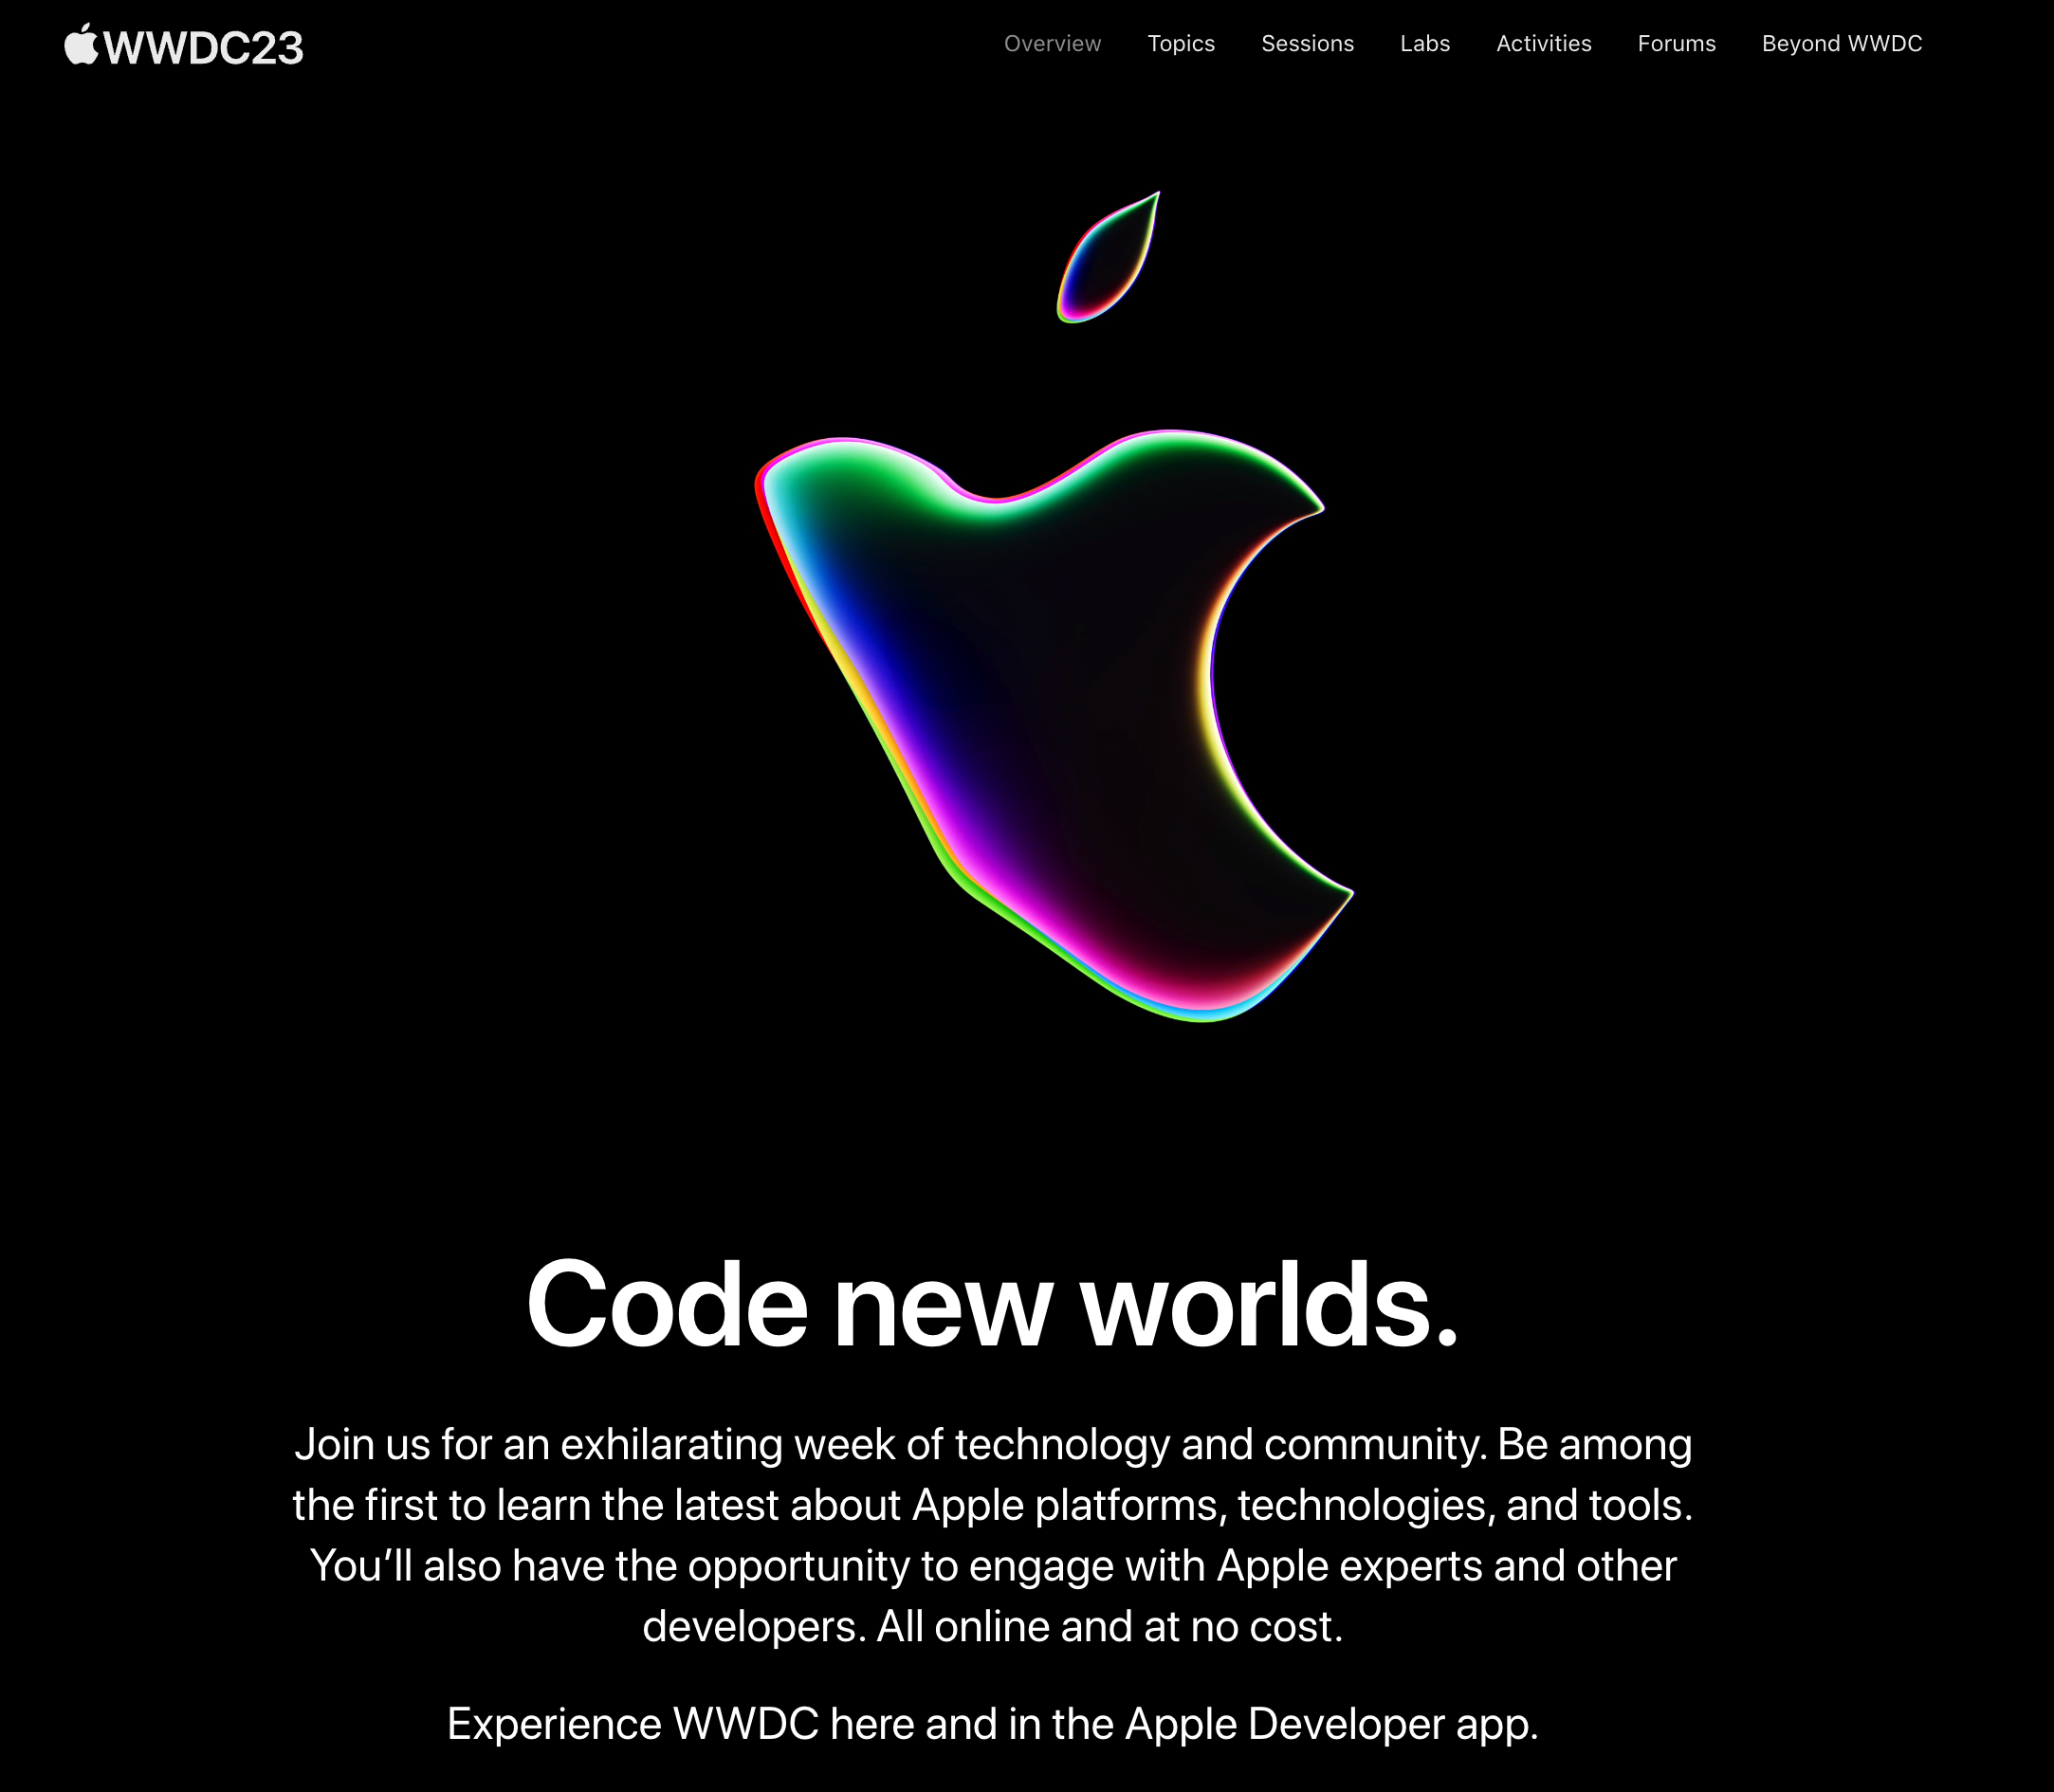 WWDC23
Overview Topics Sessions Labs Activities Forums Beyond WWDC
Code new worlds.
Join us for an exhilarating week of technology and community. Be among
the first to learn the latest about Apple platforms, technologies, and tools.
You’ll also have the opportunity to engage with Apple experts and other
developers. All online and at no cost.
Experience WWDC here and in the Apple Developer app.